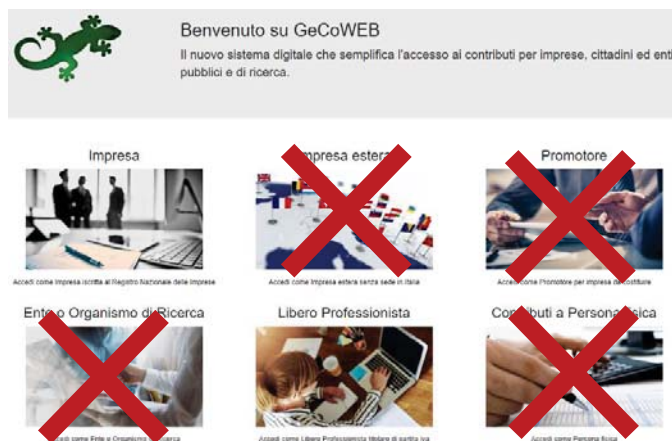 Benvenuto su GeCoWEB
Il nuovo sistema digitale che semplifica l'accesso ai contributi per imprese, cittadini ed enti
pubblici e di ricerca.
Impresa
Impresa estera
Promotore
Accedi come Impresa iscritta al Registro Nazionale delle Imprese
Accedi come Impresa estera senza sede in Italia
Accedi come Promotore per impresa da costituire
Ente o Organismo di Ricerca
Libero Professionista
Contributi a Persona fisica
Accedi come Ente o Organismo di Ricerca
Accedi come Libero Professionista titolare di partita iva
Accedi come Persona fisica